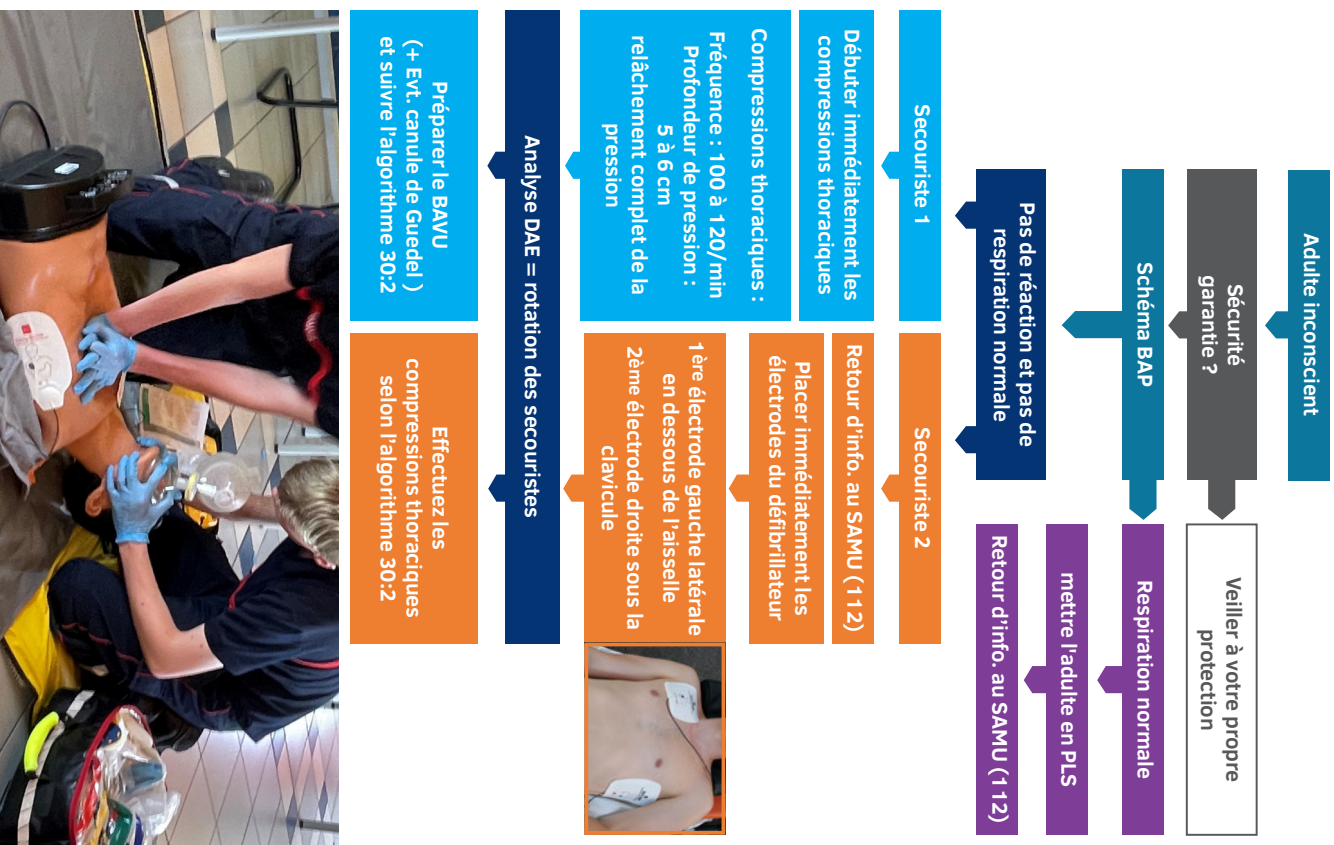 Adulte inconscient
Sécurité
garantie ?
Veiller à votre propre
protection
Schéma BAP
Respiration normale
mettre l'adulte en PLS
Retour d'info. au SAMU (112)
Pas de réaction et pas de
respiration normale
Secouriste 1
Débuter immédiatement les
compressions thoraciques
Compressions thoraciques :
Fréquence : 100 à 120/min
Profondeur de pression :
5 à 6 cm
relâchement complet de la
pression
Secouriste 2
Retour d'info. au SAMU (112)
Placer immédiatement les
électrodes du défibrillateur
1ère électrode gauche latérale
en dessous de l'aisselle
2ème électrode droite sous la
clavicule
Analyse DAE = rotation des secouristes
Préparer le BAVU
(+ Evt. canule de Guedel )
et suivre l'algorithme 30:2
Effectuez les
compressions thoraciques
selon l'algorithme 30:2